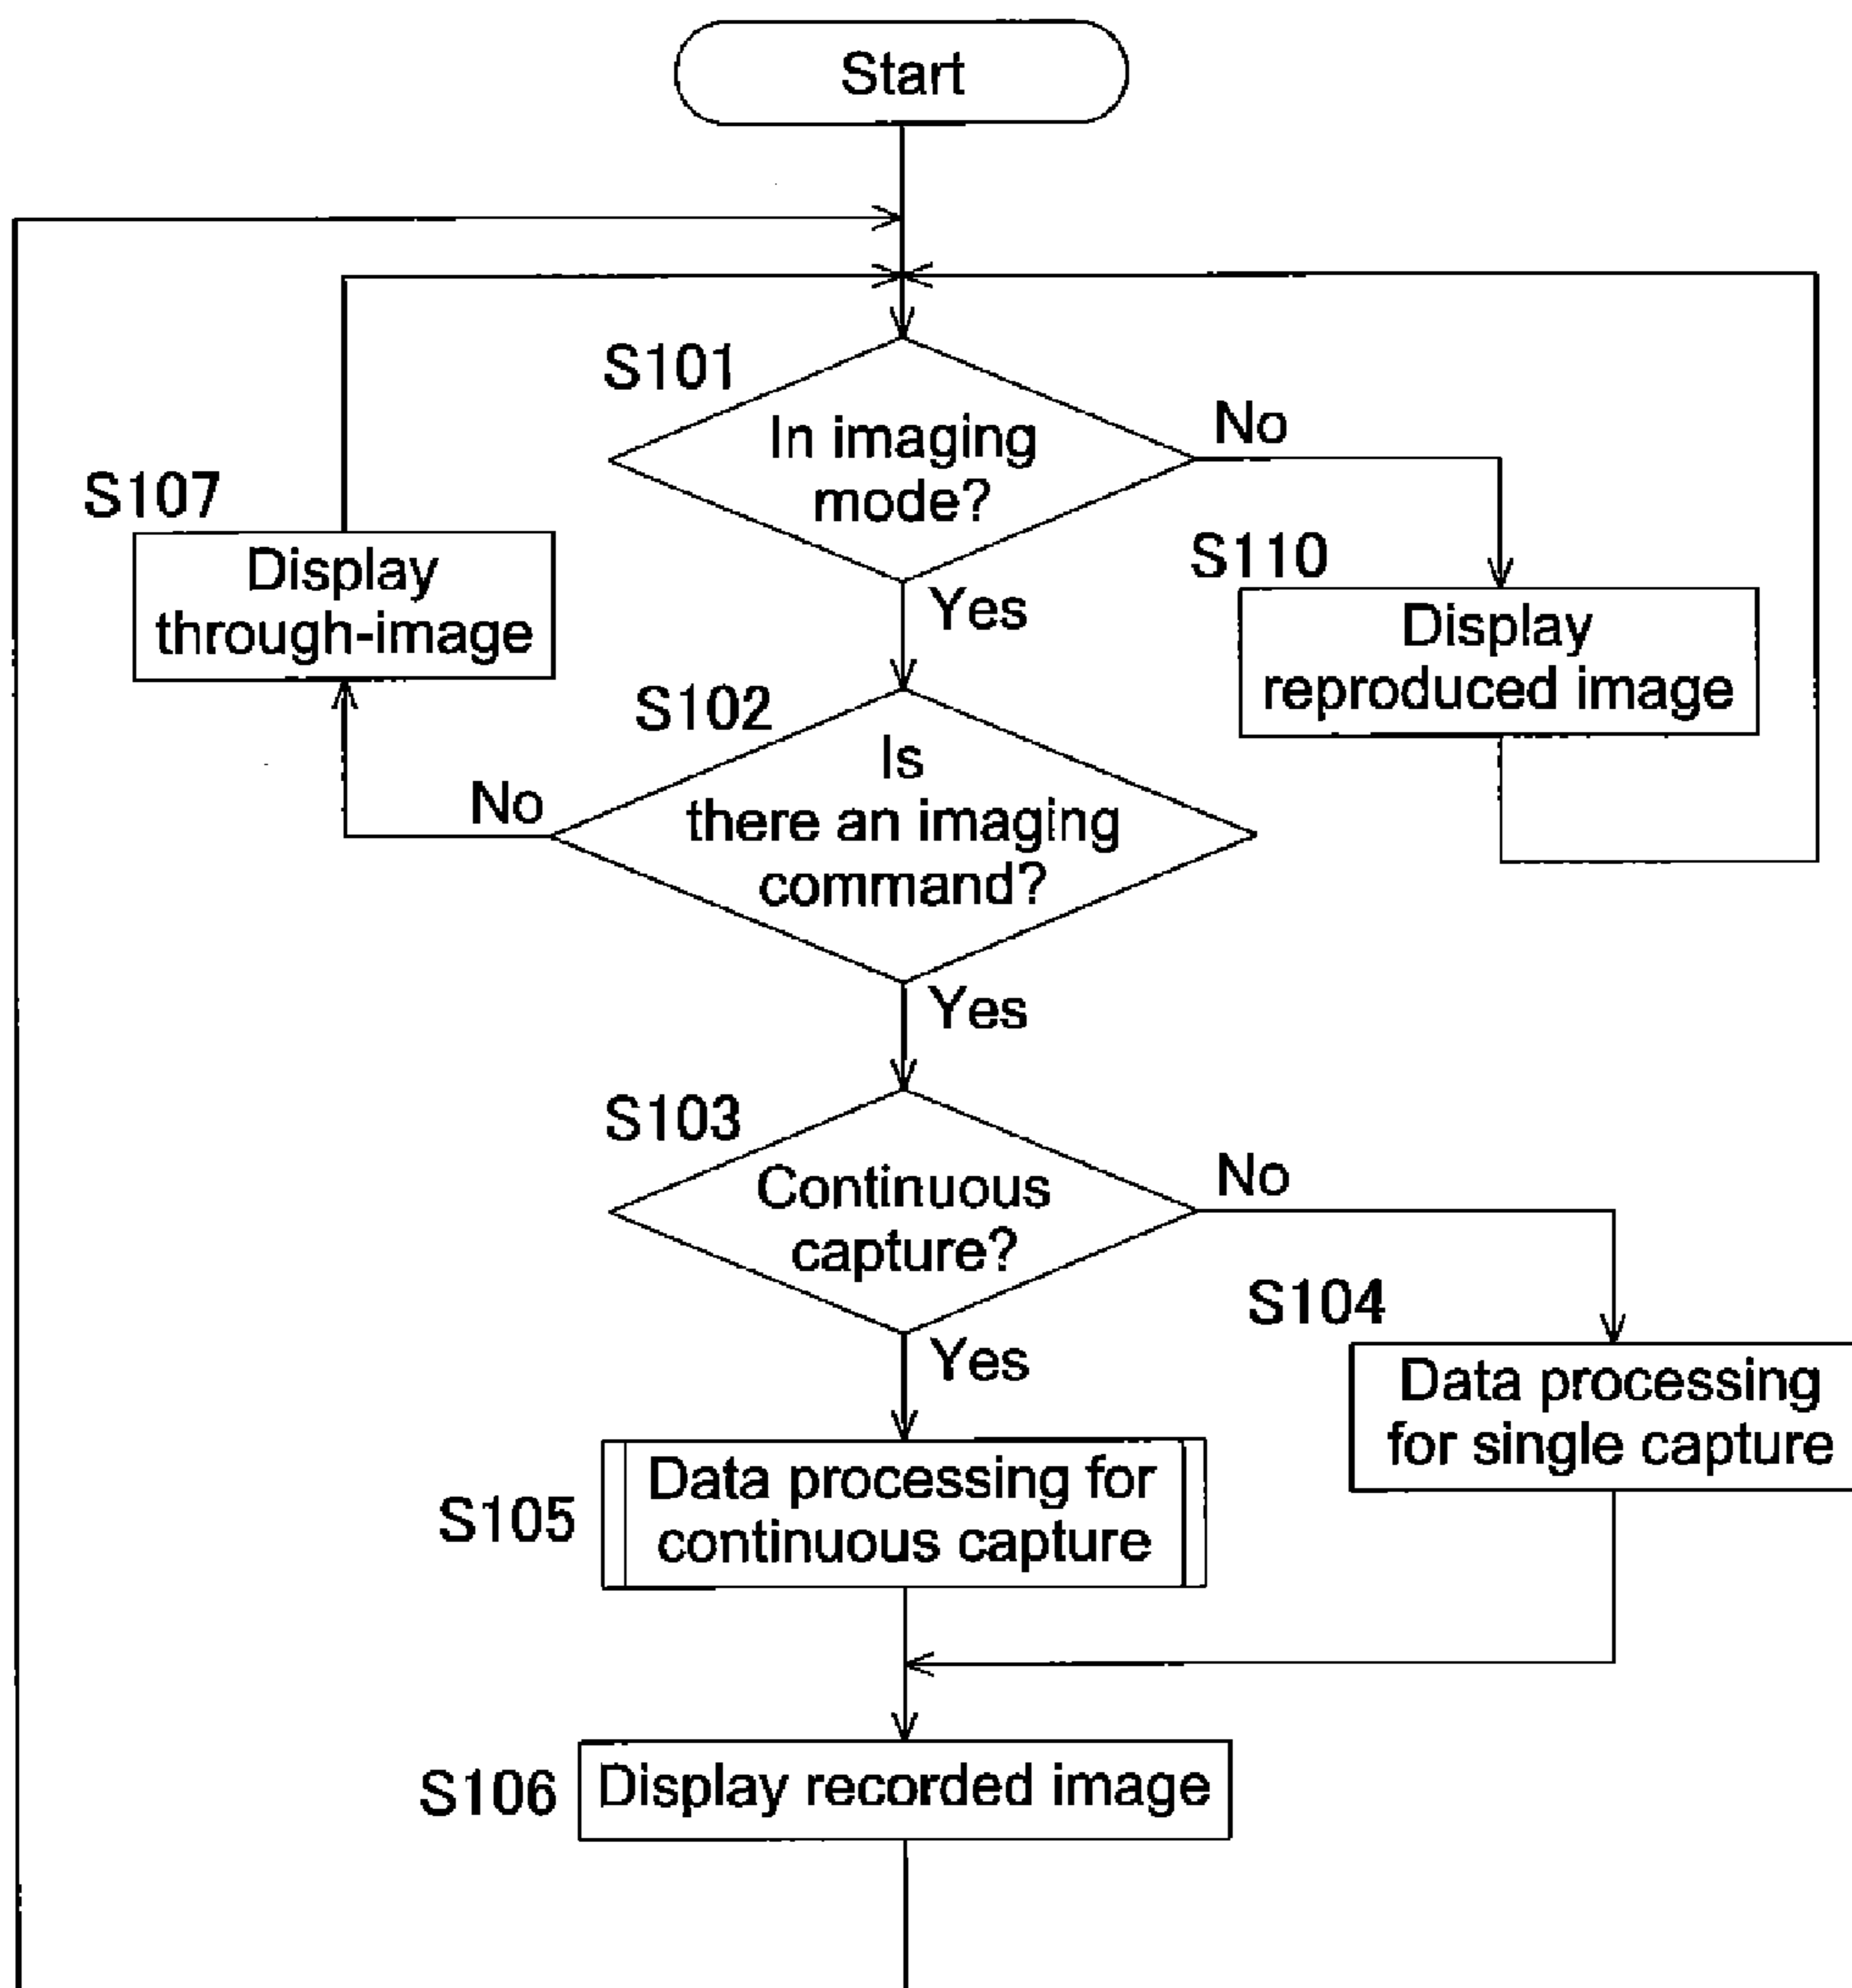 Start
S101
In imaging
mode?
No
Yes
S107
Display
through-image
S110
Display
reproduced image
S102
Is
there an imaging
command?
No
Yes
S103
Continuous
capture?
No
Yes
S104
Data processing
for single capture
S105
Data processing for
continuous capture
S106
Display recorded image